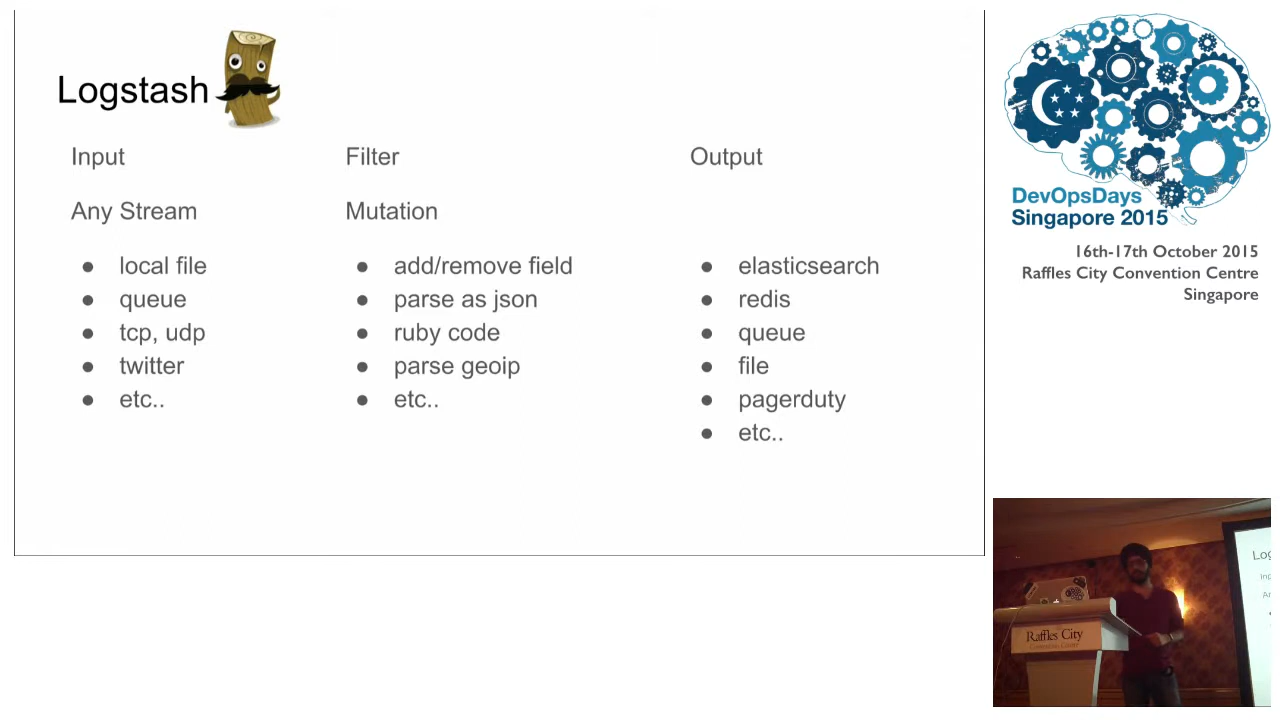 Logstash
Input
Any Stream
● local file
● queue
● tcp, udp
● twitter
● etc..
Filter
Mutation
● add/remove field
● parse as json
● ruby code
● parse geoip
● etc..
Output
● elasticsearch
● redis
● queue
● file
● pagerduty
● etc..
DevOpsDays
Singapore 2015
16th-17th October 2015
Raffles City Convention Centre
Singapore
Raffles City
Convention Centre